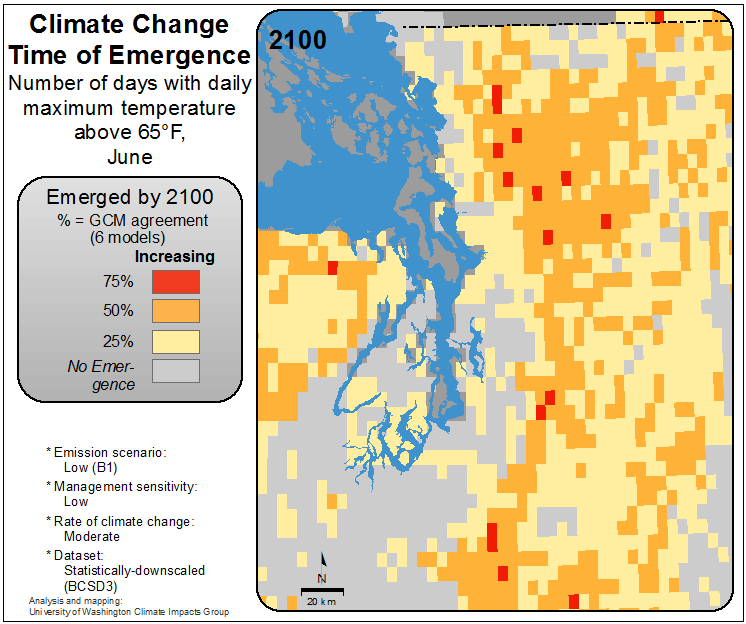 Climate Change
Time of Emergence
Number of days with daily
maximum temperature
above 65°F,
June
Emerged by 2100
% = GCM agreement
(6 models)
Increasing
75%
50%
25%
No Emer-
gence
* Emission scenario:
Low (B1)
* Management sensitivity:
Low
* Rate of climate change:
Moderate
* Dataset:
Statistically-downscaled
(BCSD3)
Analysis and mapping:
University of Washington Climate Impacts Group
2100
N
20 km